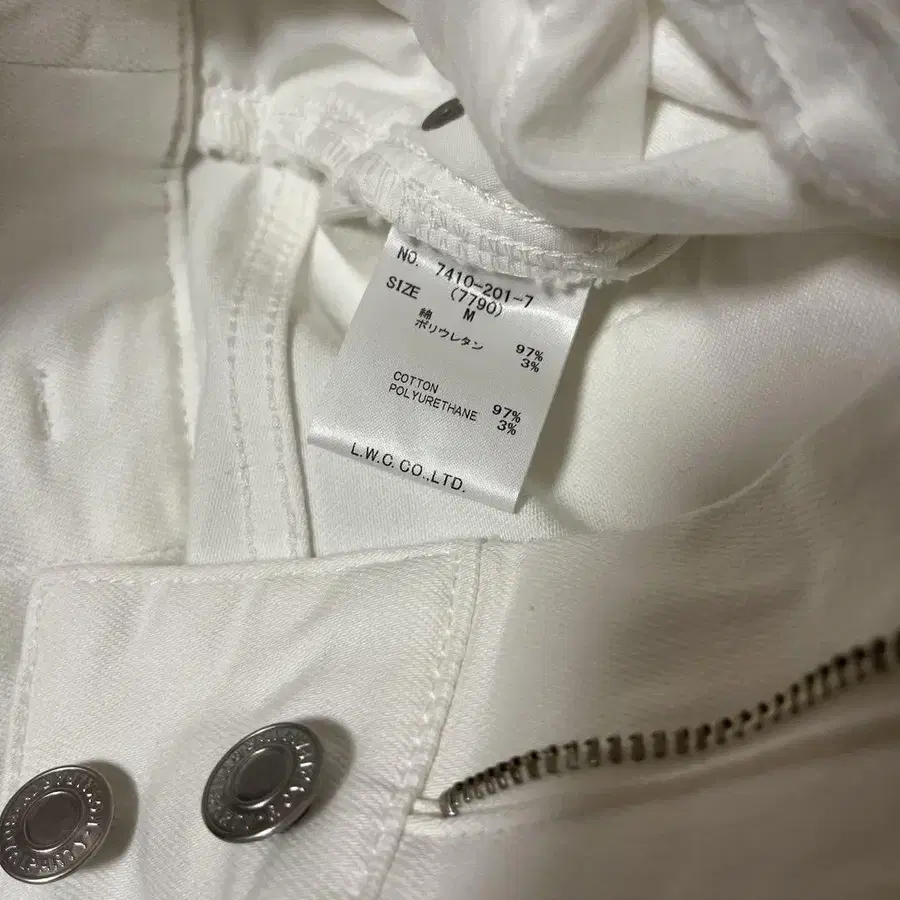 NO. 7410-201-7
(7790)
SIZE M
綿 97%
ポリウレタン 3%
COTTON 97%
POLYURETHANE 3%
L.W.C. CO.,LTD.